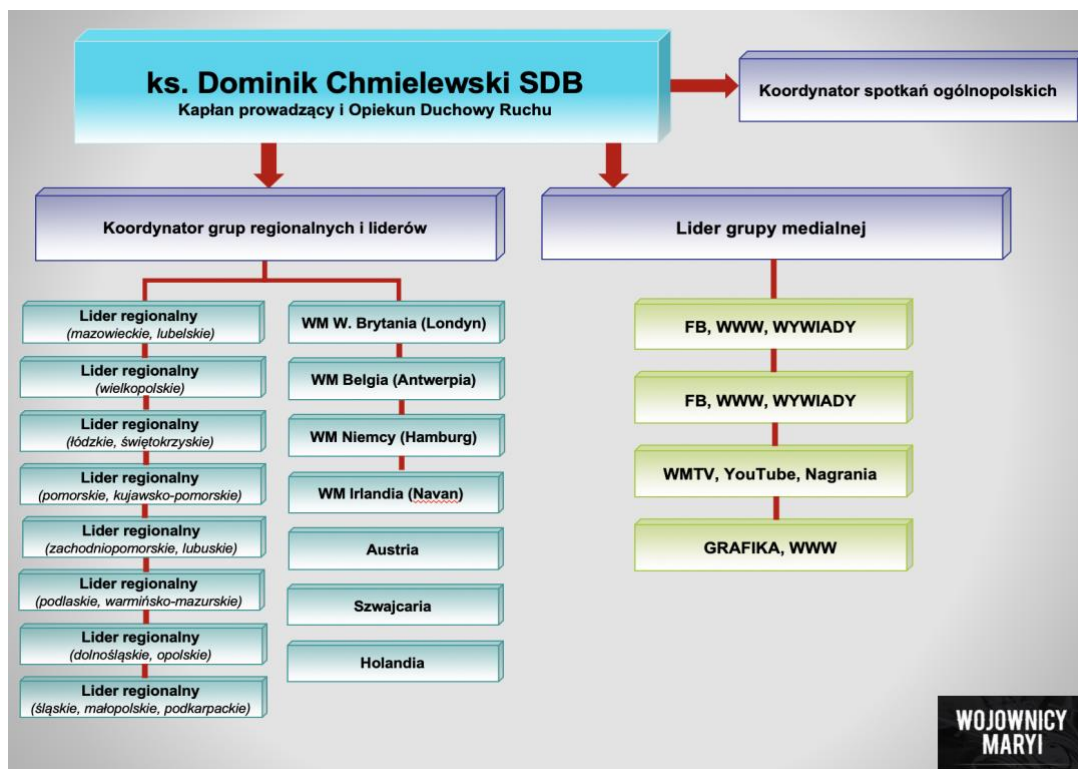 ks. Dominik Chmielewski SDB
Kapłan prowadzący i Opiekun Duchowy Ruchu
Koordynator spotkań ogólnopolskich
Koordynator grup regionalnych i liderów
Lider grupy medialnej
Lider regionalny
(mazowieckie, lubelskie)
Lider regionalny
(wielkopolskie)
Lider regionalny
(łódzkie, świętokrzyskie)
Lider regionalny
(pomorskie, kujawsko-pomorskie)
Lider regionalny
(zachodniopomorskie, lubuskie)
Lider regionalny
(podlaskie, warmińsko-mazurskie)
Lider regionalny
(dolnośląskie, opolskie)
Lider regionalny
(śląskie, małopolskie, podkarpackie)
WM W. Brytania (Londyn)
WM Belgia (Antwerpia)
WM Niemcy (Hamburg)
WM Irlandia (Navan)
Austria
Szwajcaria
Holandia
FB, WWW, WYWIADY
FB, WWW, WYWIADY
WMTV, YouTube, Nagrania
GRAFIKA, WWW
WOJOWNICY
MARYI